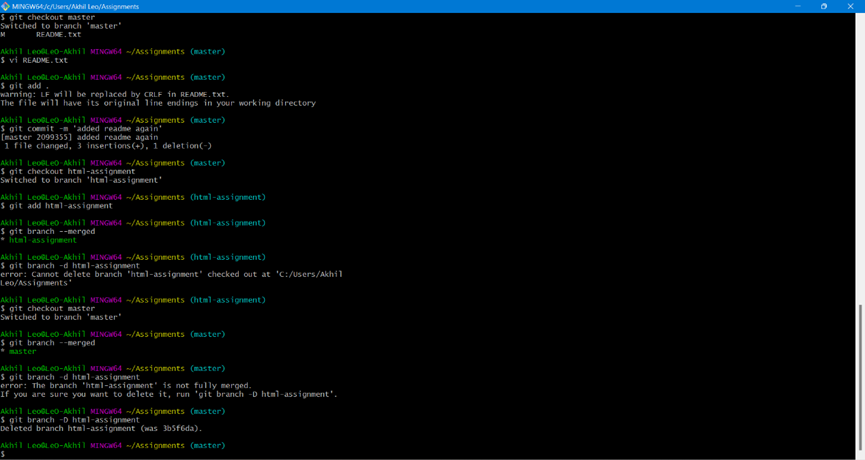 MINGW64:/c/Users/Akhil Leo/Assignments
$ git checkout master
Switched to branch 'master'
M README.txt
Akhil Leo@LeO-Akhil MINGW64 ~/Assignments (master)
$ vi README.txt
Akhil Leo@LeO-Akhil MINGW64 ~/Assignments (master)
$ git add .
warning: LF will be replaced by CRLF in README.txt.
The file will have its original line endings in your working directory
Akhil Leo@LeO-Akhil MINGW64 ~/Assignments (master)
$ git commit -m 'added readme again'
[master 2099355] added readme again
1 file changed, 3 insertions(+), 1 deletion(-)
Akhil Leo@LeO-Akhil MINGW64 ~/Assignments (master)
$ git checkout html-assignment
Switched to branch 'html-assignment'
Akhil Leo@LeO-Akhil MINGW64 ~/Assignments (html-assignment)
$ git add html-assignment
Akhil Leo@LeO-Akhil MINGW64 ~/Assignments (html-assignment)
$ git branch --merged
* html-assignment
Akhil Leo@LeO-Akhil MINGW64 ~/Assignments (html-assignment)
$ git branch -d html-assignment
error: Cannot delete branch 'html-assignment' checked out at 'C:/Users/Akhil
Leo/Assignments'
Akhil Leo@LeO-Akhil MINGW64 ~/Assignments (html-assignment)
$ git checkout master
Switched to branch 'master'
Akhil Leo@LeO-Akhil MINGW64 ~/Assignments (master)
$ git branch --merged
* master
Akhil Leo@LeO-Akhil MINGW64 ~/Assignments (master)
$ git branch -d html-assignment
error: The branch 'html-assignment' is not fully merged.
If you are sure you want to delete it, run 'git branch -D html-assignment'.
Akhil Leo@LeO-Akhil MINGW64 ~/Assignments (master)
$ git branch -D html-assignment
Deleted branch html-assignment (was 3b5f6da).
Akhil Leo@LeO-Akhil MINGW64 ~/Assignments (master)
$